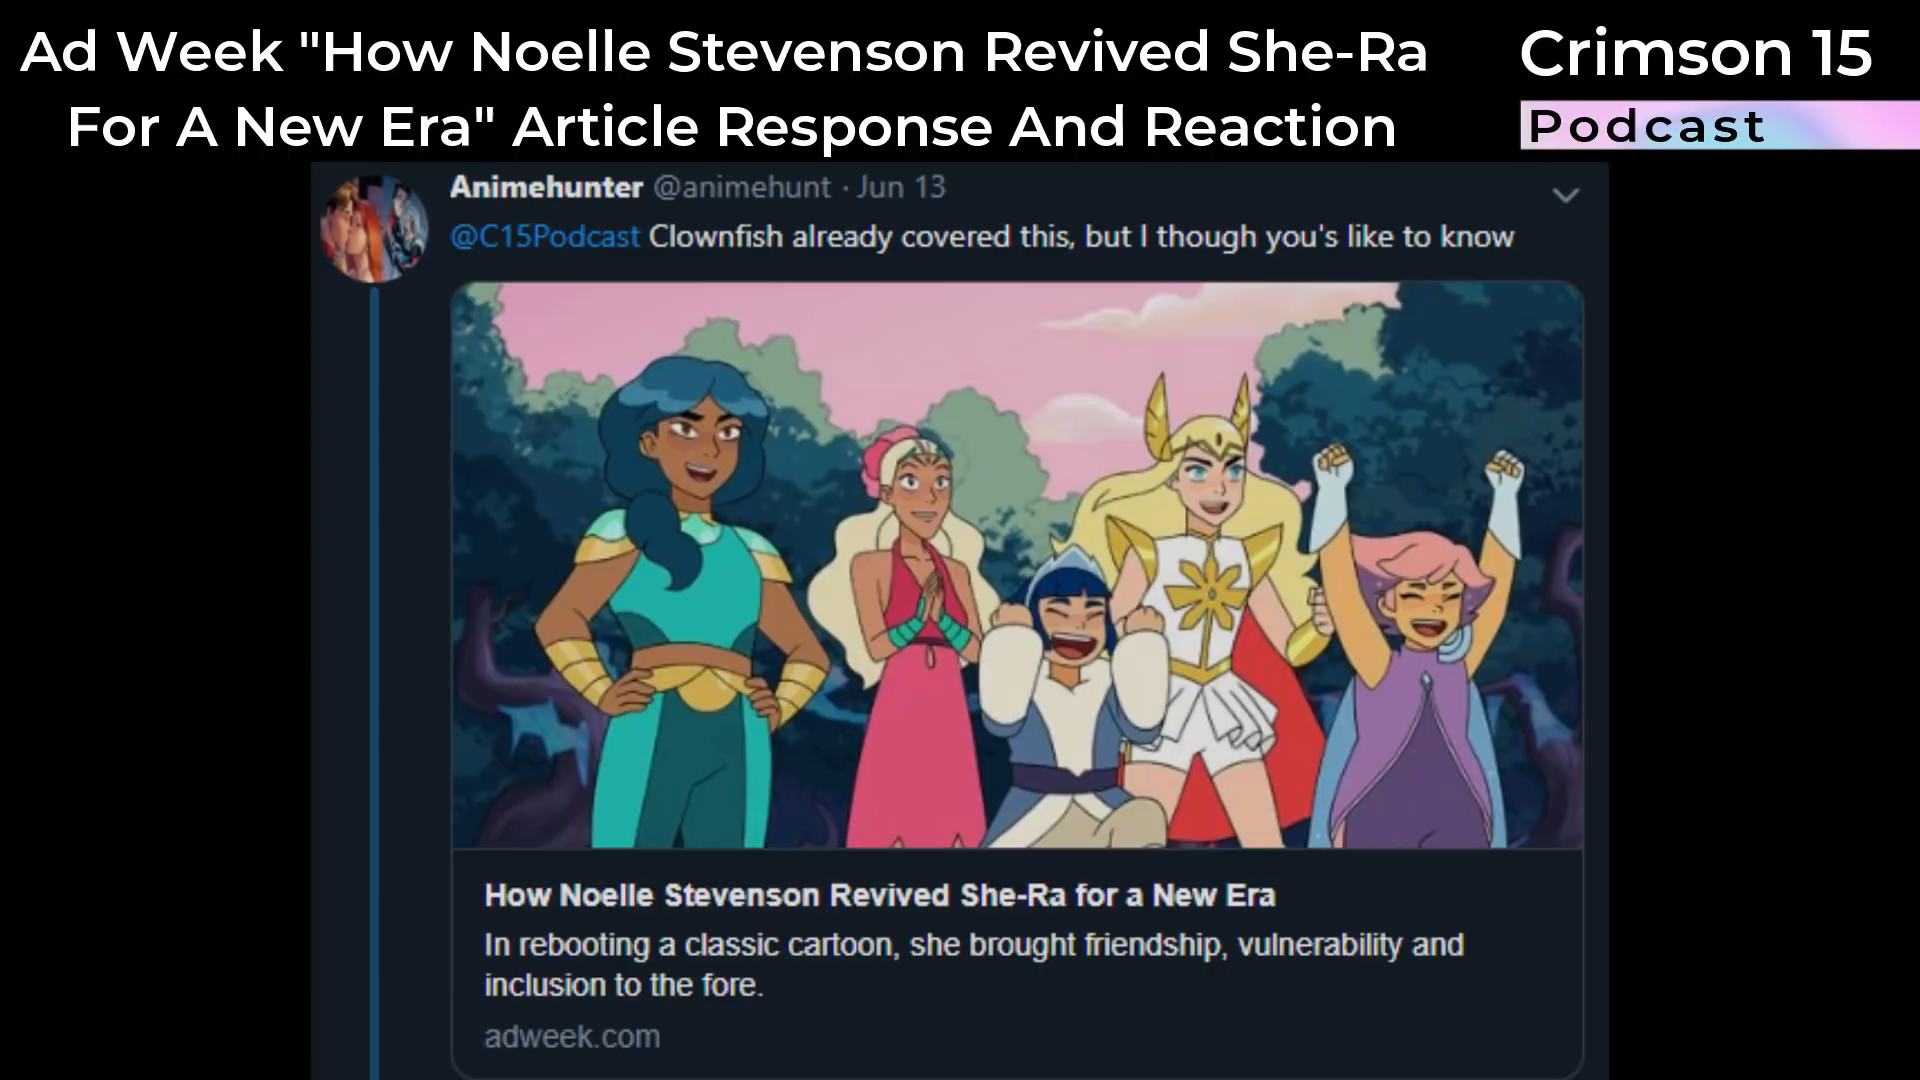 Ad Week "How Noelle Stevenson Revived She-Ra
For A New Era" Article Response And Reaction
Crimson 15
Podcast
Animehunter @animehunt · Jun 13
@C15Podcast Clownfish already covered this, but I though you's like to know
How Noelle Stevenson Revived She-Ra for a New Era
In rebooting a classic cartoon, she brought friendship, vulnerability and
inclusion to the fore.
adweek.com